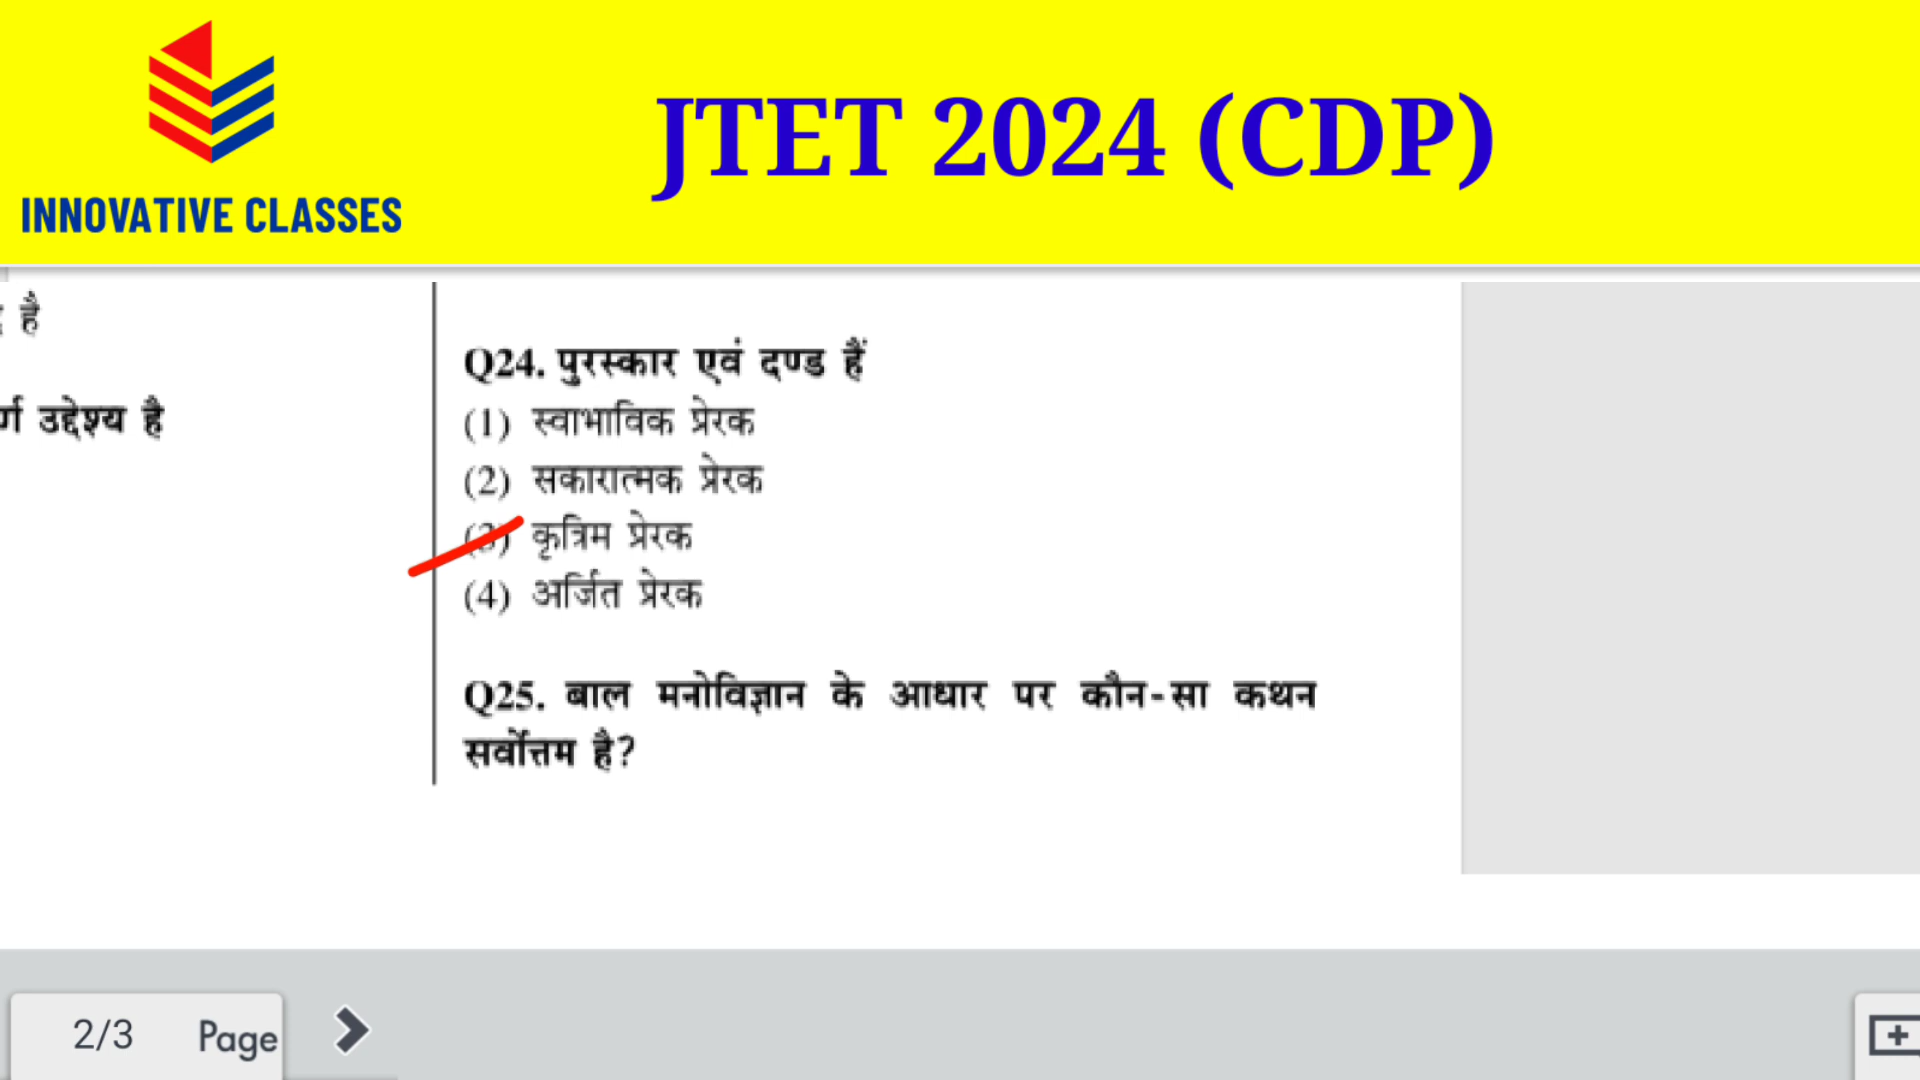 INNOVATIVE CLASSES
JTET 2024 (CDP)
है
उद्देश्य है
Q24. पुरस्कार एवं दण्ड हैं
(1) स्वाभाविक प्रेरक
(2) सकारात्मक प्रेरक
(3) कृत्रिम प्रेरक
(4) अर्जित प्रेरक
Q25. बाल मनोविज्ञान के आधार पर कौन-सा कथन
सर्वोत्तम है?
2/3 Page